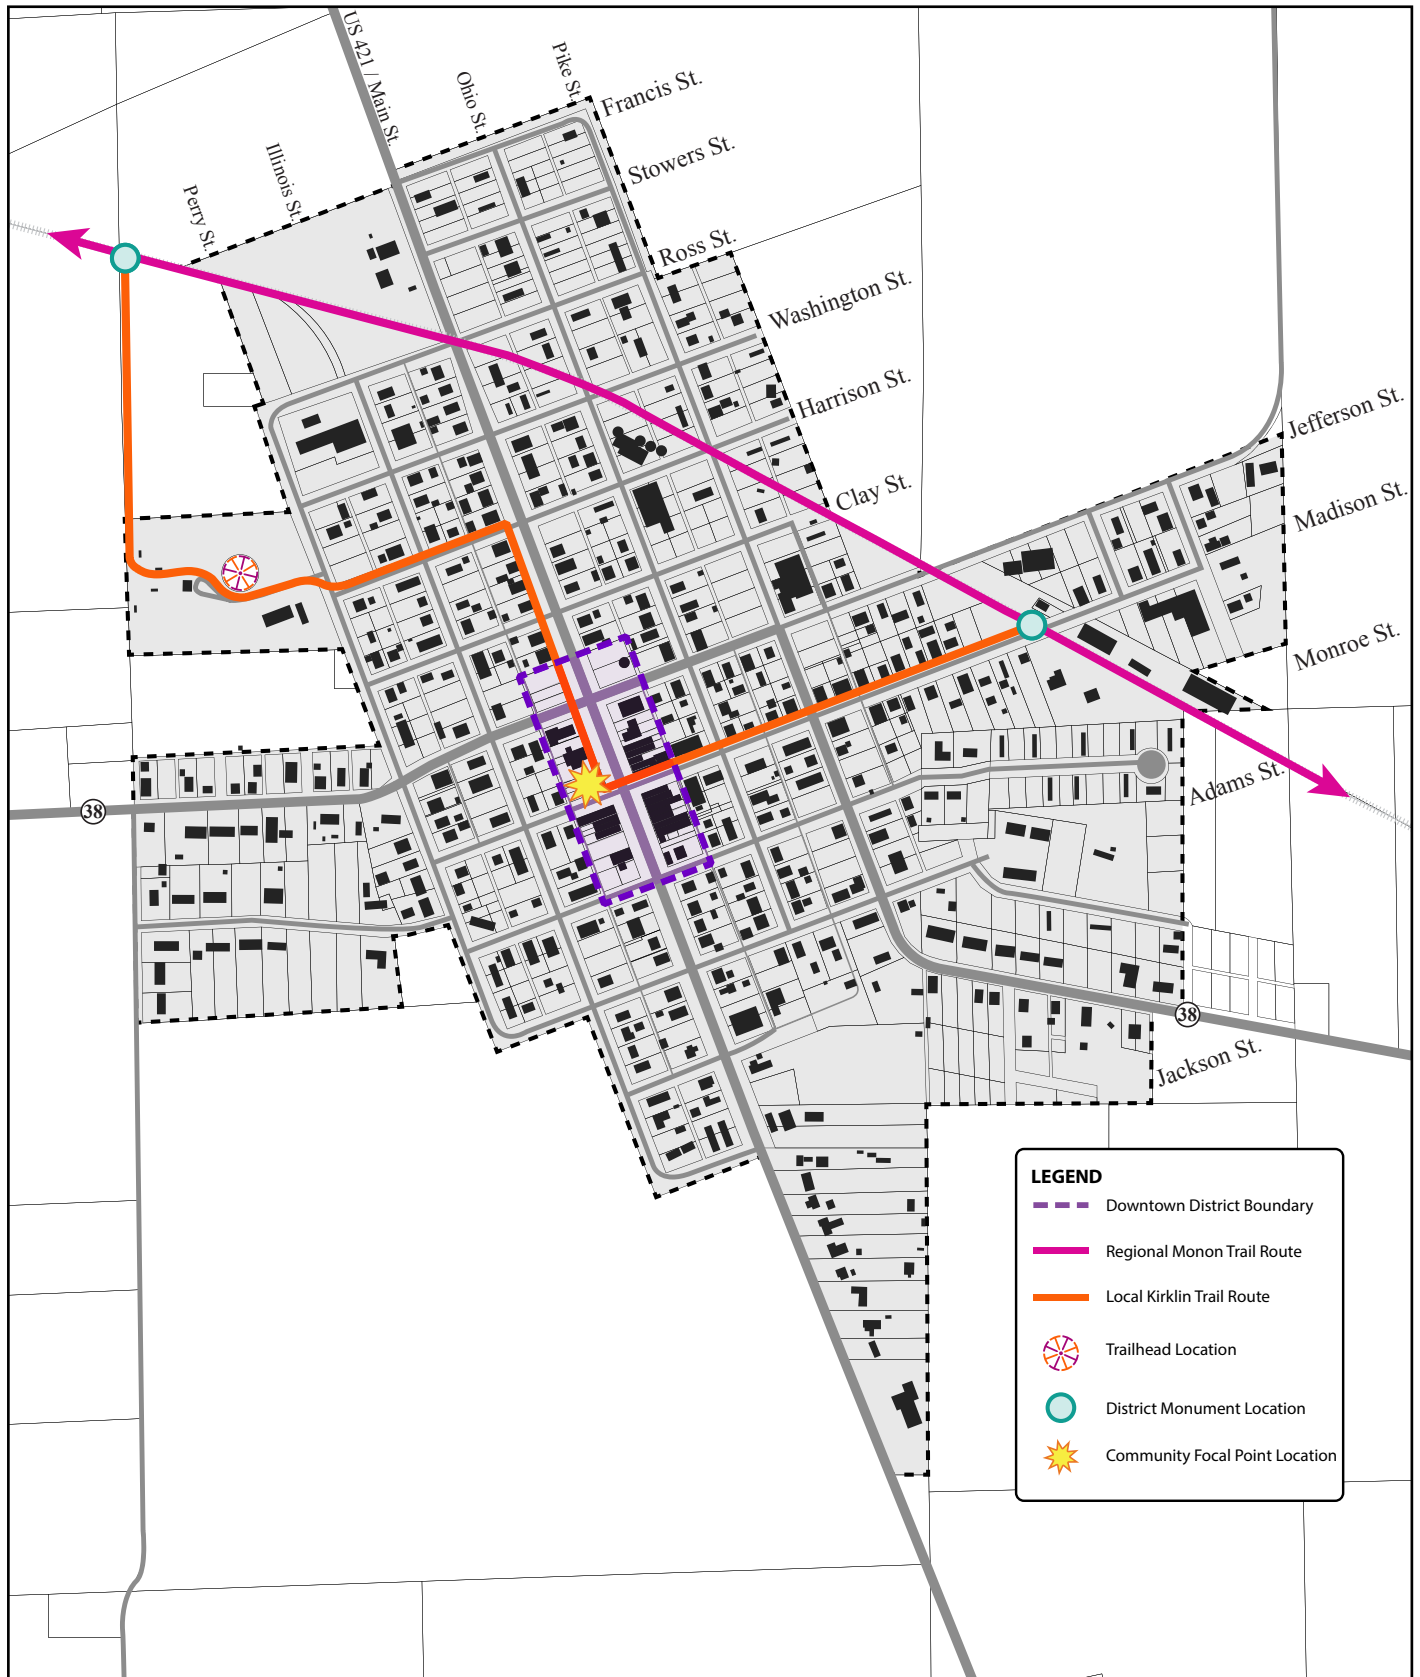 US 421 / Main St.
Ohio St.
Pike St.
Francis St.
Stowers St.
Illinois St.
Perry St.
Ross St.
Washington St.
Harrison St.
Jefferson St.
Clay St.
Madison St.
Monroe St.
Adams St.
38
38
Jackson St.
LEGEND
Downtown District Boundary
Regional Monon Trail Route
Local Kirklin Trail Route
Trailhead Location
District Monument Location
Community Focal Point Location